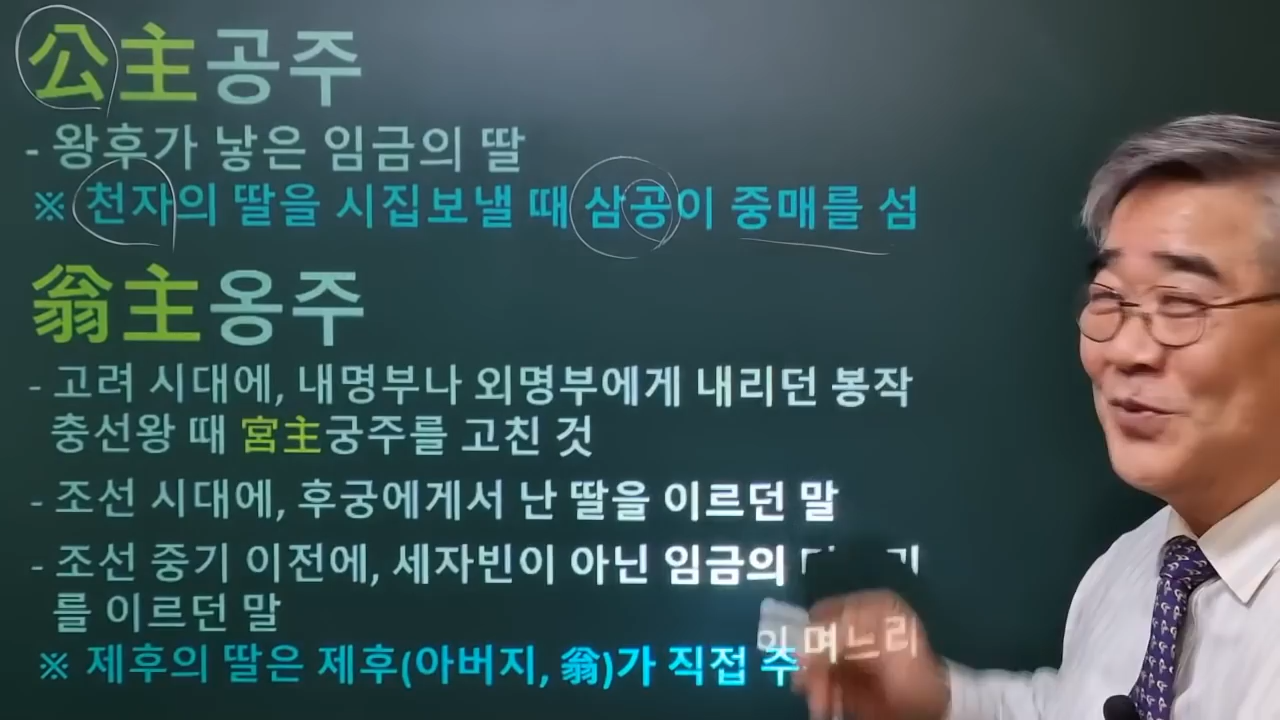 公主공주
- 왕후가 낳은 임금의 딸
※ 천자의 딸을 시집보낼 때 삼공이 중매를 섬
翁主옹주
- 고려 시대에, 내명부나 외명부에게 내리던 봉작
충선왕 때 宮主궁주를 고친 것
- 조선 시대에, 후궁에게서 난 딸을 이르던 말
- 조선 중기 이전에, 세자빈이 아닌 임금의
를 이르던 말
며느리
※ 제후의 딸은 제후(아버지, 翁)가 직접